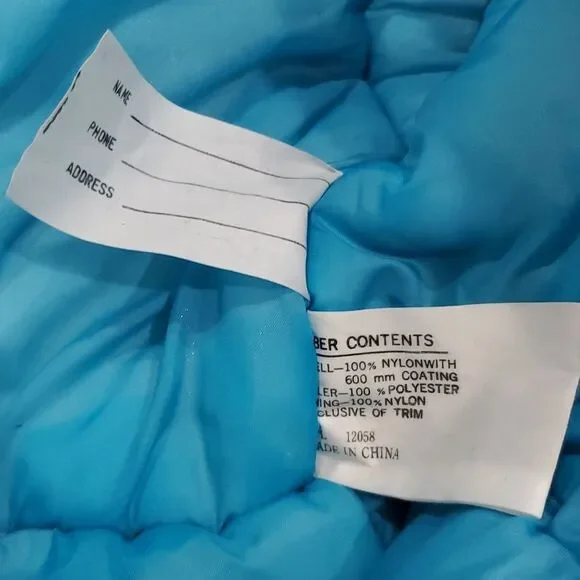 NAME
PHONE
ADDRESS
BER CONTENTS
ELL—100% NYLONWITH
600 mm COATING
LER—100 % POLYESTER
NING—100% NYLON
CLUSIVE OF TRIM
12058
ADE IN CHINA